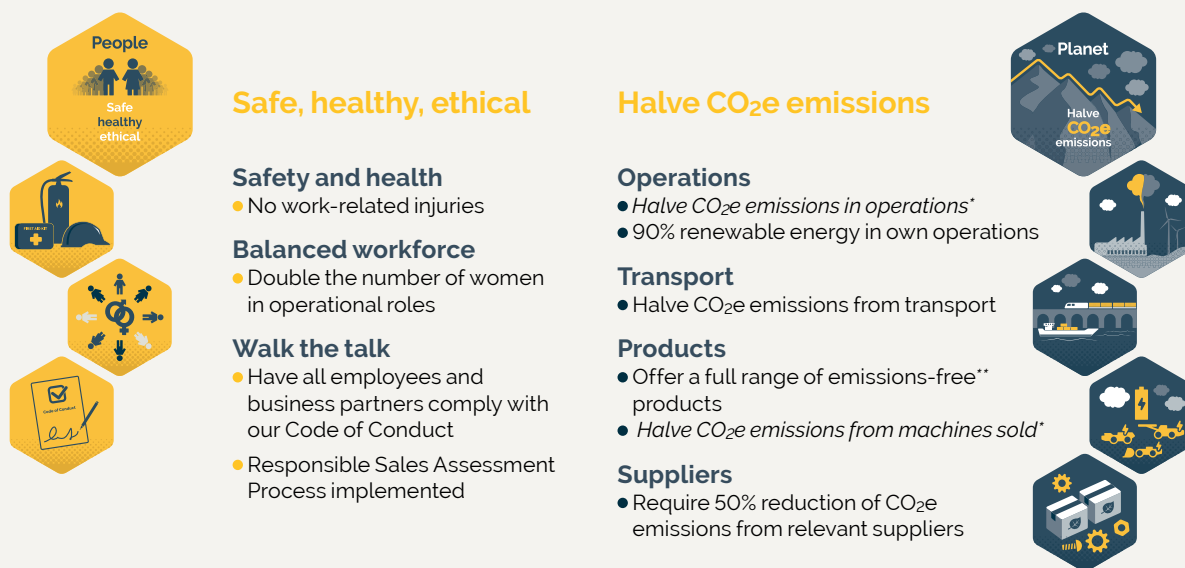 People
Safe
healthy
ethical
FIRST AID KIT
Code of Conduct
Safe, healthy, ethical
Safety and health
No work-related injuries
Balanced workforce
Double the number of women
in operational roles
Walk the talk
Have all employees and
business partners comply with
our Code of Conduct
Responsible Sales Assessment
Process implemented
Halve CO₂e emissions
Operations
Halve CO₂e emissions in operations*
90% renewable energy in own operations
Transport
Halve CO₂e emissions from transport
Products
Offer a full range of emissions-free**
products
Halve CO₂e emissions from machines sold*
Suppliers
Require 50% reduction of CO₂e
emissions from relevant suppliers
Planet
Halve
CO₂e
emissions